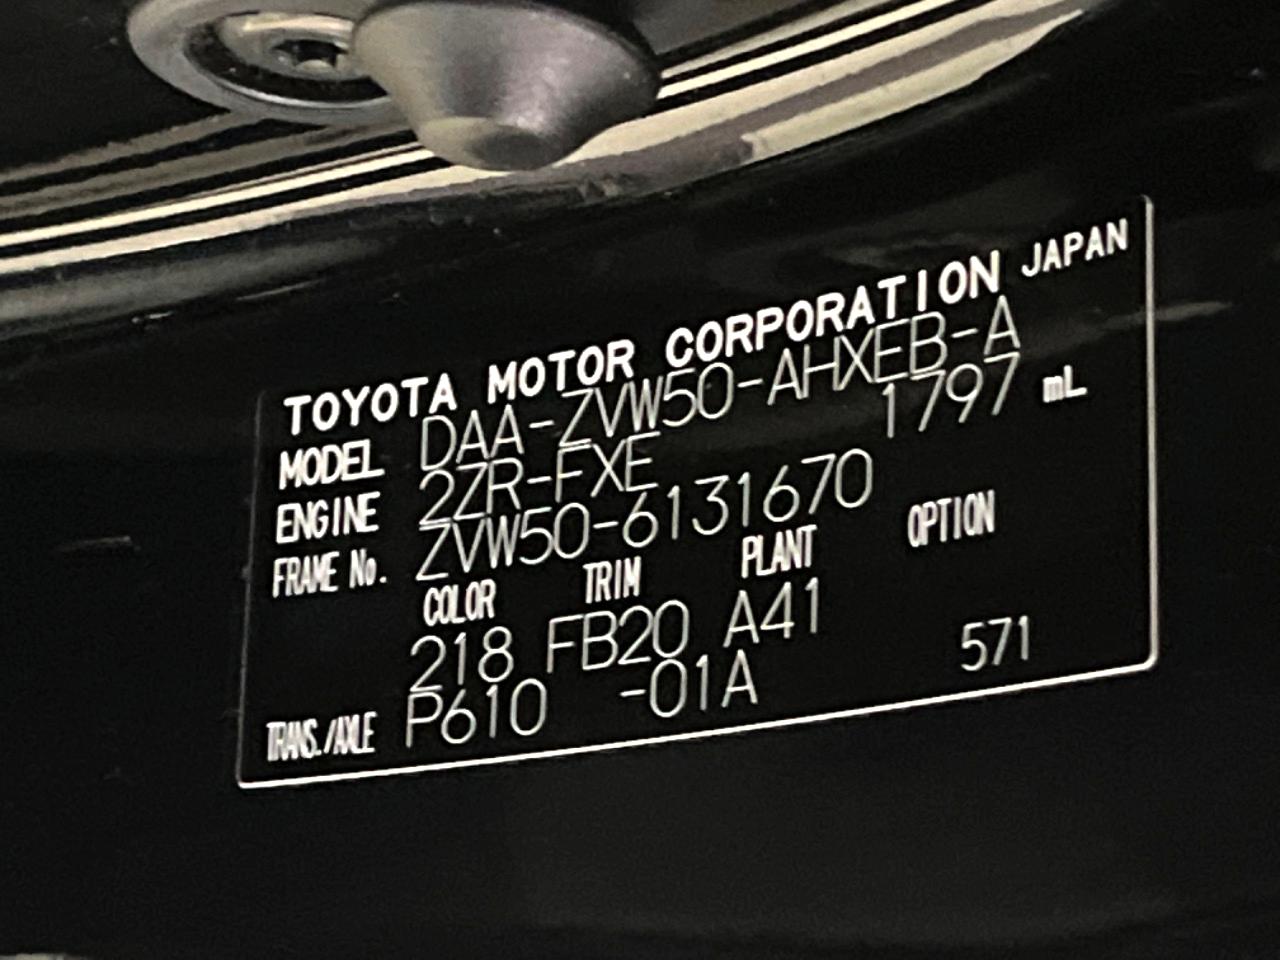 TOYOTA MOTOR CORPORATION JAPAN
MODEL DAA-ZVW50-AHXEB-A
ENGINE 2ZR-FXE 1797 mL
FRAME No. ZVW50-6131670
COLOR TRIM PLANT OPTION
218 FB20 A41
TRANS./AXLE P610 -01A 571